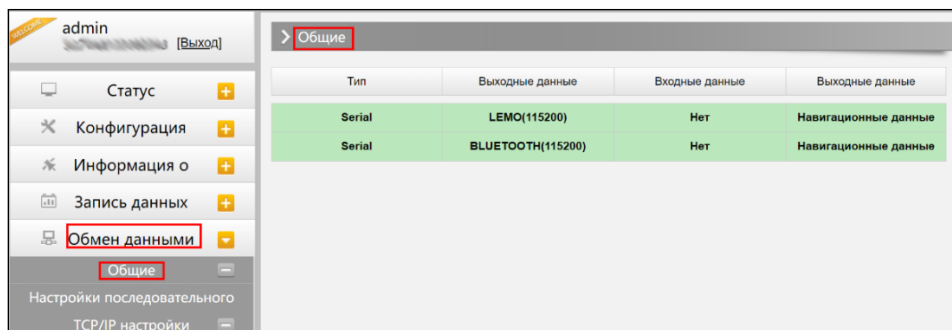 WELCOME
admin
[Выход]
Статус
Конфигурация
Информация о
Запись данных
Обмен данными
Общие
Настройки последовательного
TCP/IP настройки
Общие
Тип Выходные данные Входные данные Выходные данные
Serial LEMO(115200) Нет Навигационные данные
Serial BLUETOOTH(115200) Нет Навигационные данные